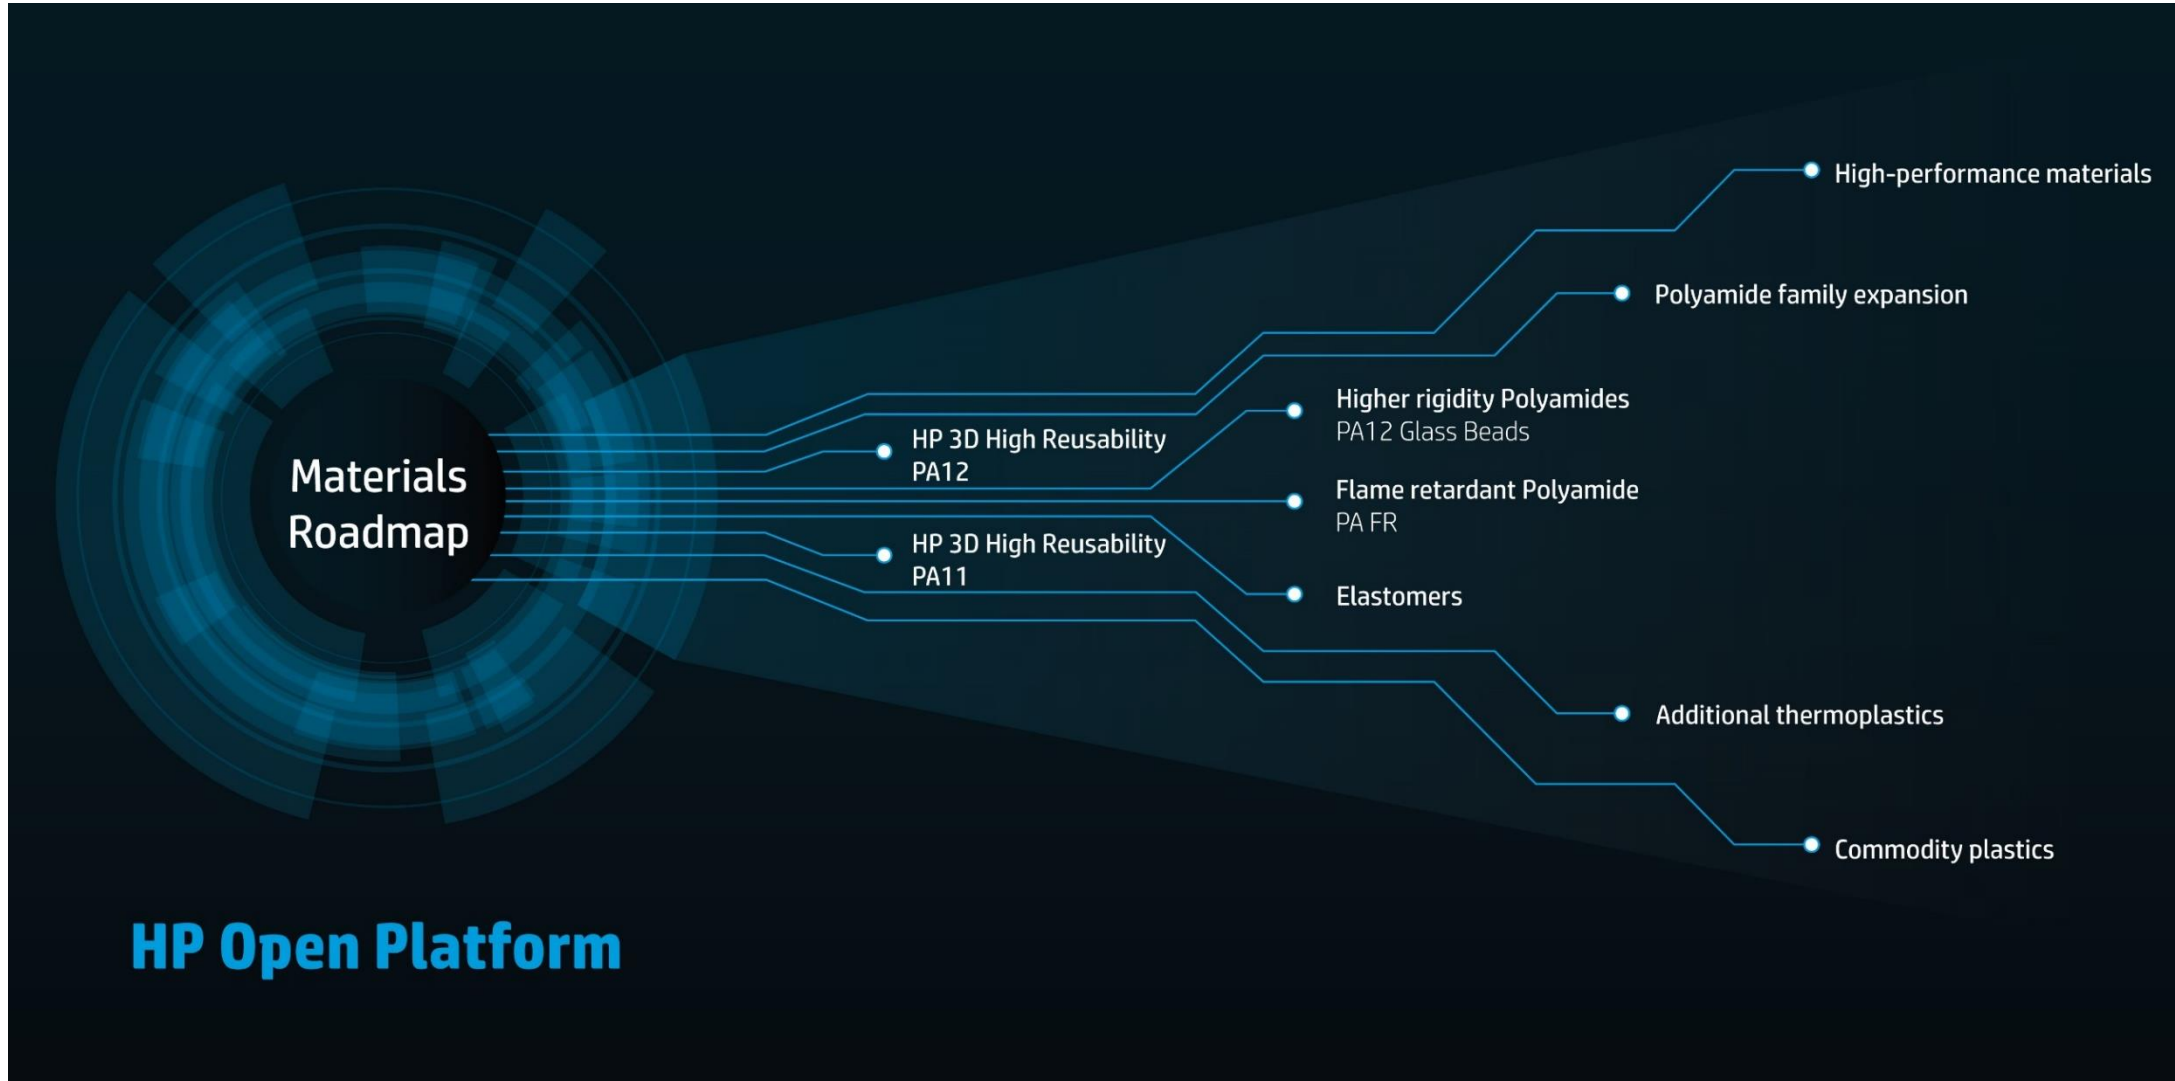 Materials
Roadmap
HP 3D High Reusability
PA12
HP 3D High Reusability
PA11
Higher rigidity Polyamides
PA12 Glass Beads
Flame retardant Polyamide
PA FR
Elastomers
Polyamide family expansion
Additional thermoplastics
High-performance materials
Commodity plastics
HP Open Platform